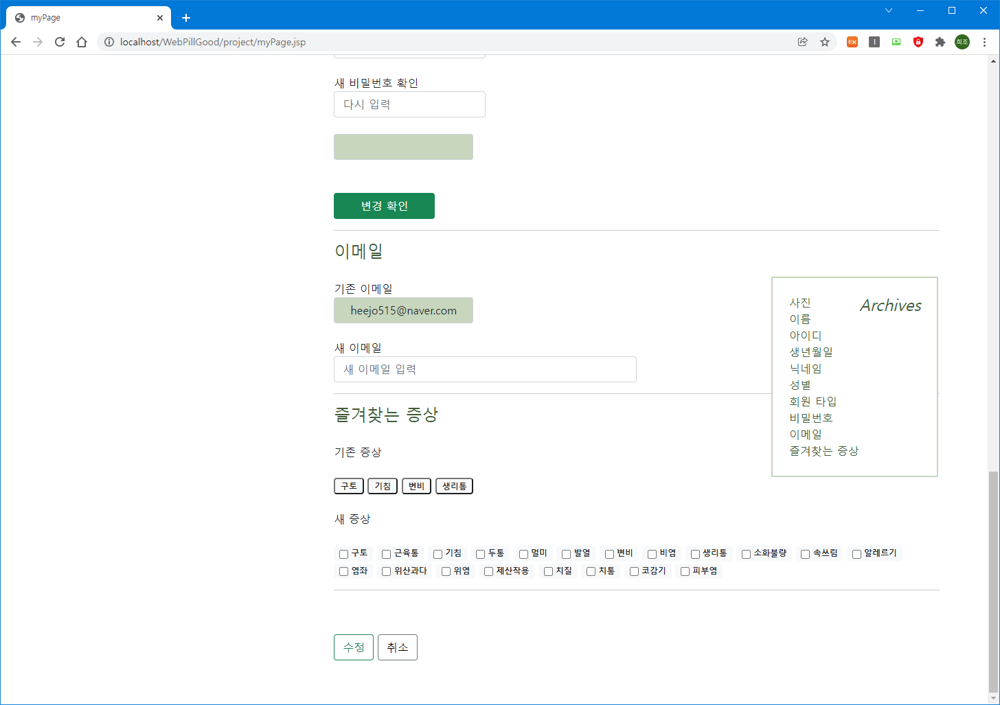 myPage
localhost/WebPillGood/project/myPage.jsp
희조
새 비밀번호 확인
다시 입력
변경 확인
이메일
기존 이메일
heejo515@naver.com
새 이메일
새 이메일 입력
Archives
사진
이름
아이디
생년월일
닉네임
성별
회원 타입
비밀번호
이메일
즐겨찾는 증상
즐겨찾는 증상
기존 증상
구토 기침 변비 생리통
새 증상
구토 근육통 기침 두통 멀미 발열 변비 비염 생리통 소화불량 속쓰림 알레르기
염좌 위산과다 위염 제산작용 치질 치통 코감기 피부염
수정 취소